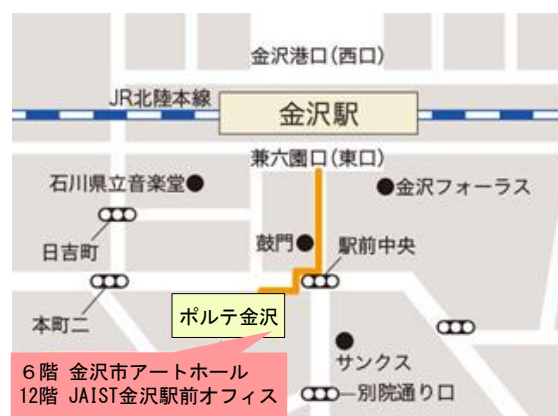 金沢港口(西口)
JR北陸本線
金沢駅
兼六園口(東口)
石川県立音楽堂
金沢フォーラス
日吉町
鼓門
駅前中央
本町二
ポルテ金沢
サンクス
6階 金沢市アートホール
12階 JAIST金沢駅前オフィス
別院通り口